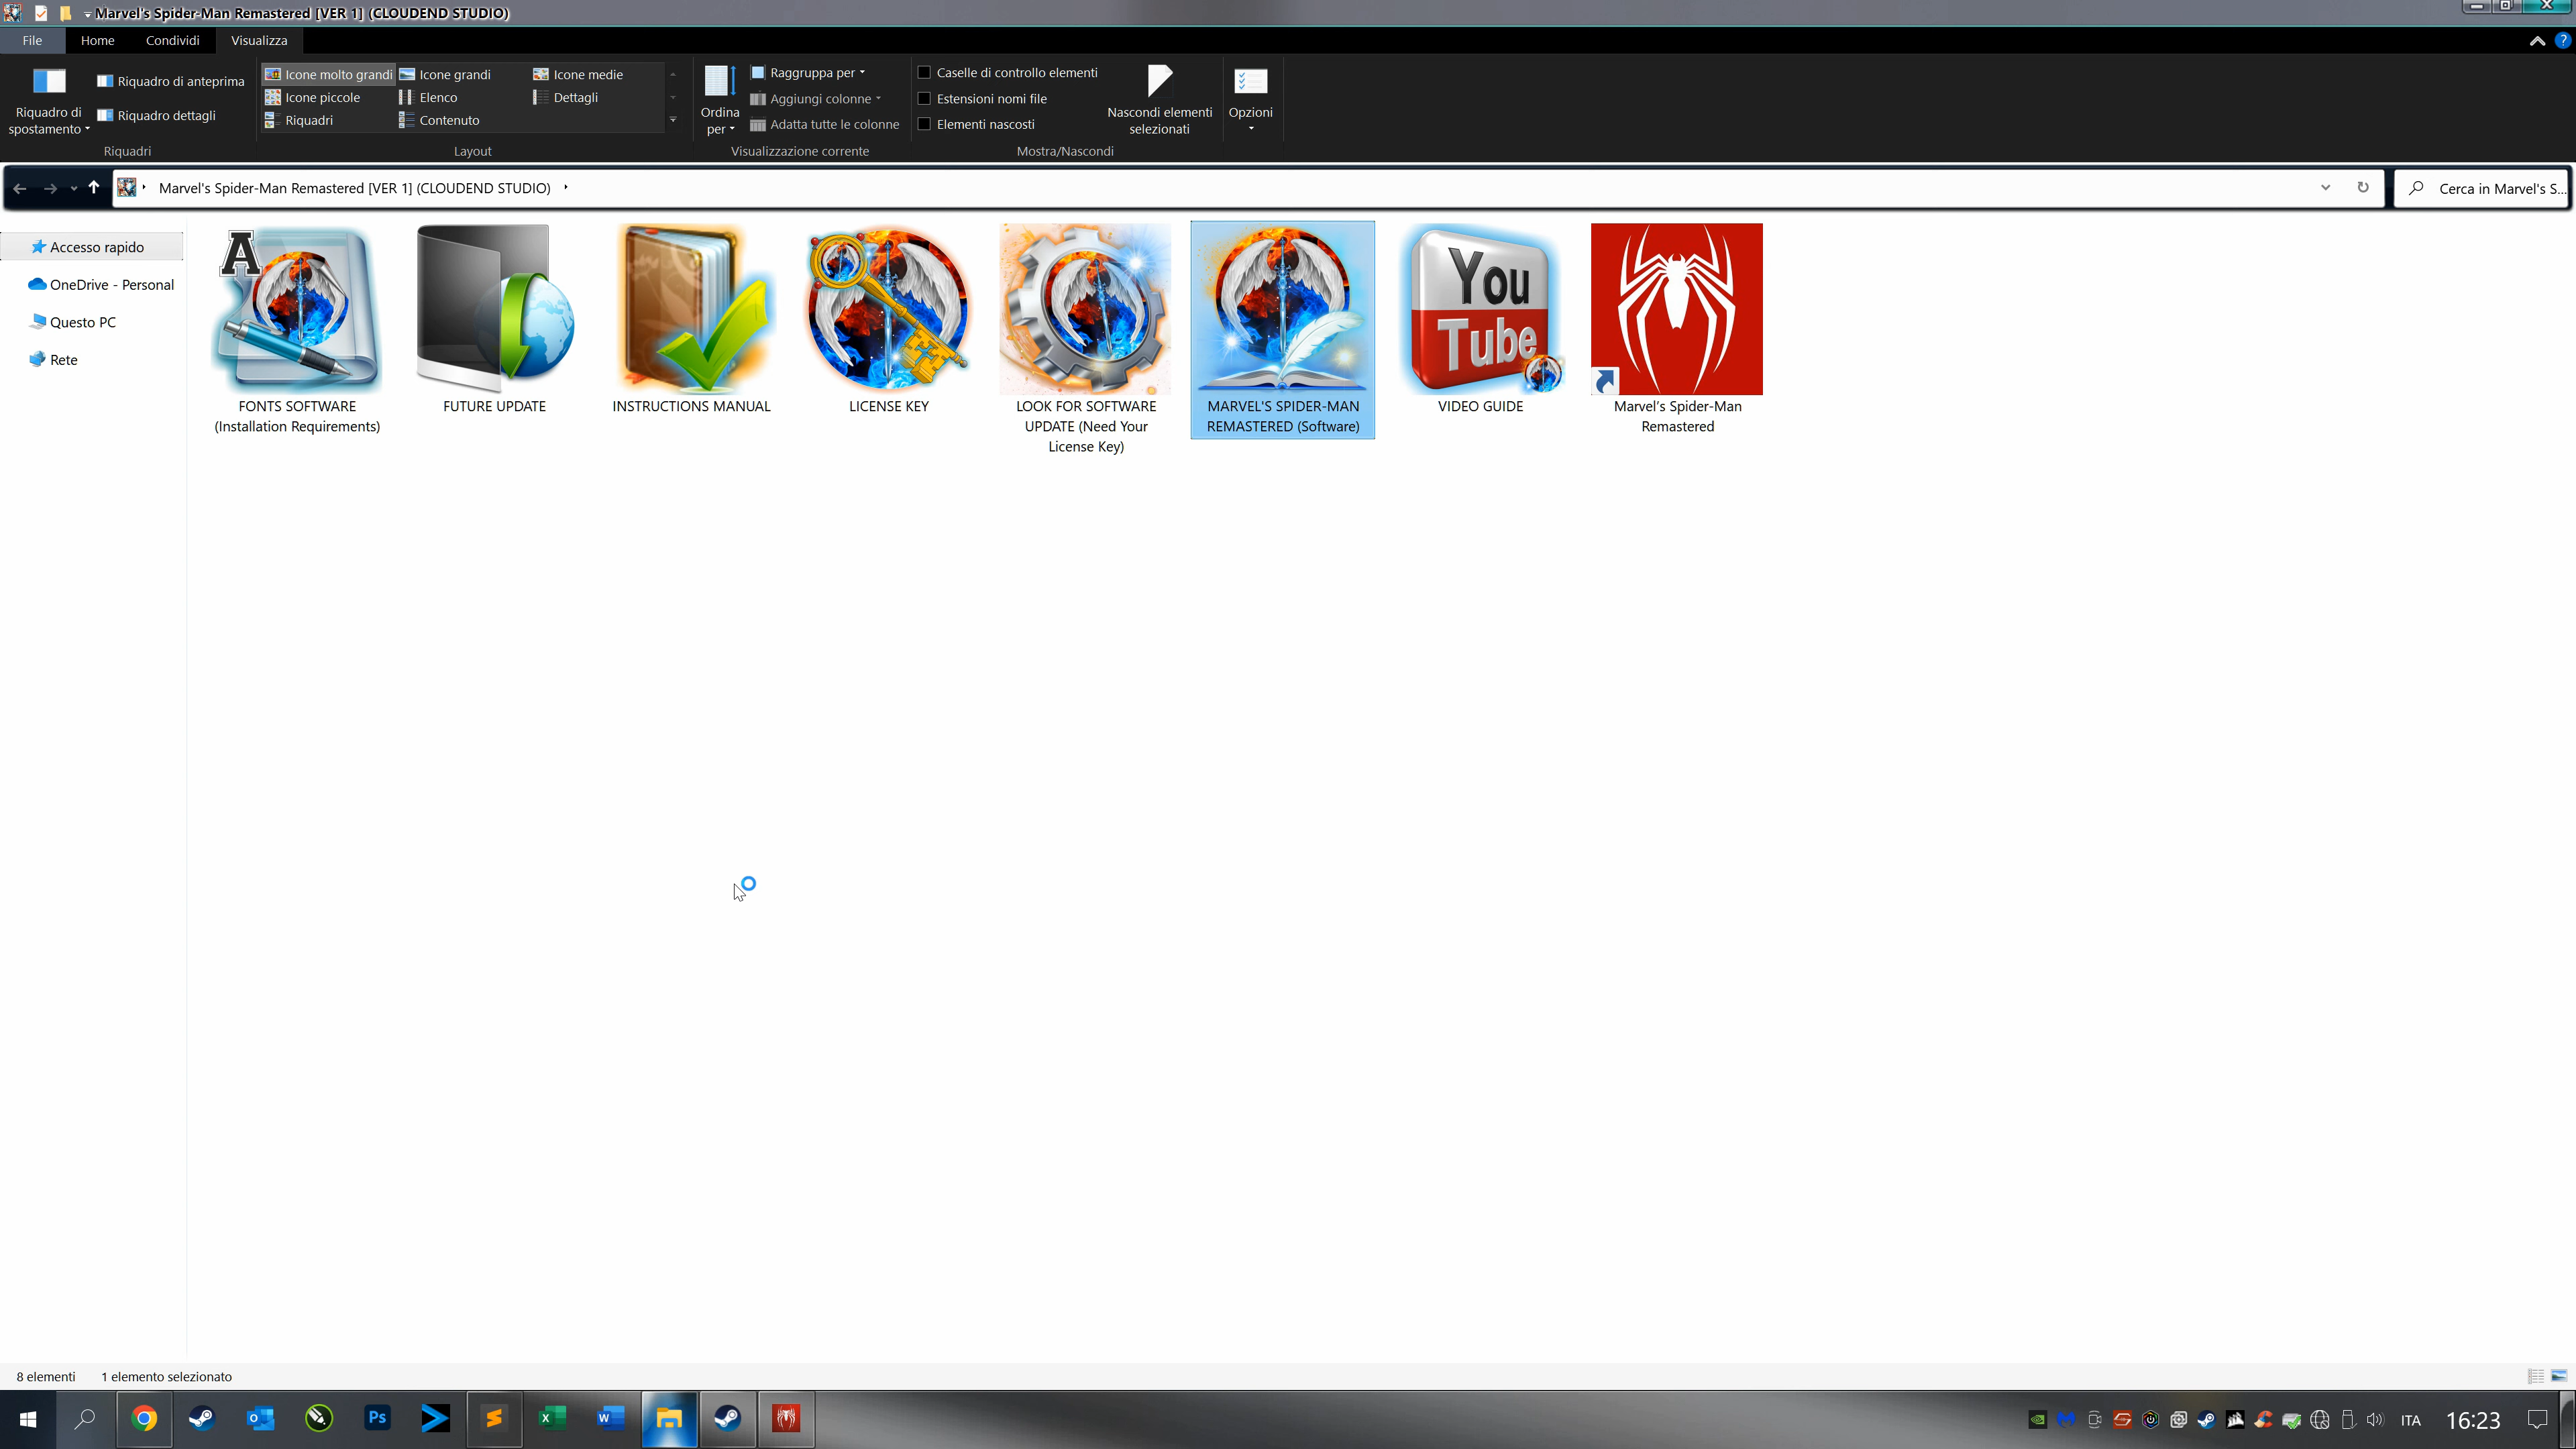 Marvel's Spider-Man Remastered [VER 1] (CLOUDEND STUDIO)
File Home Condividi Visualizza
Riquadro di spostamento
Riquadro di anteprima
Riquadro dettagli
Riquadri
Icone molto grandi Icone grandi Icone medie
Icone piccole Elenco Dettagli
Riquadri Contenuto
Layout
Ordina per
Raggruppa per
Aggiungi colonne
Adatta tutte le colonne
Visualizzazione corrente
Caselle di controllo elementi
Estensioni nomi file
Elementi nascosti
Nascondi elementi
selezionati
Mostra/Nascondi
Opzioni
Marvel's Spider-Man Remastered [VER 1] (CLOUDEND STUDIO)
Cerca in Marvel's S...
Accesso rapido
OneDrive - Personal
Questo PC
Rete
A
FONTS SOFTWARE
(Installation Requirements)
FUTURE UPDATE
INSTRUCTIONS MANUAL
LICENSE KEY
LOOK FOR SOFTWARE
UPDATE (Need Your
License Key)
MARVEL'S SPIDER-MAN
REMASTERED (Software)
You
Tube
VIDEO GUIDE
Marvel's Spider-Man
Remastered
8 elementi 1 elemento selezionato
Ps
ITA
16:23